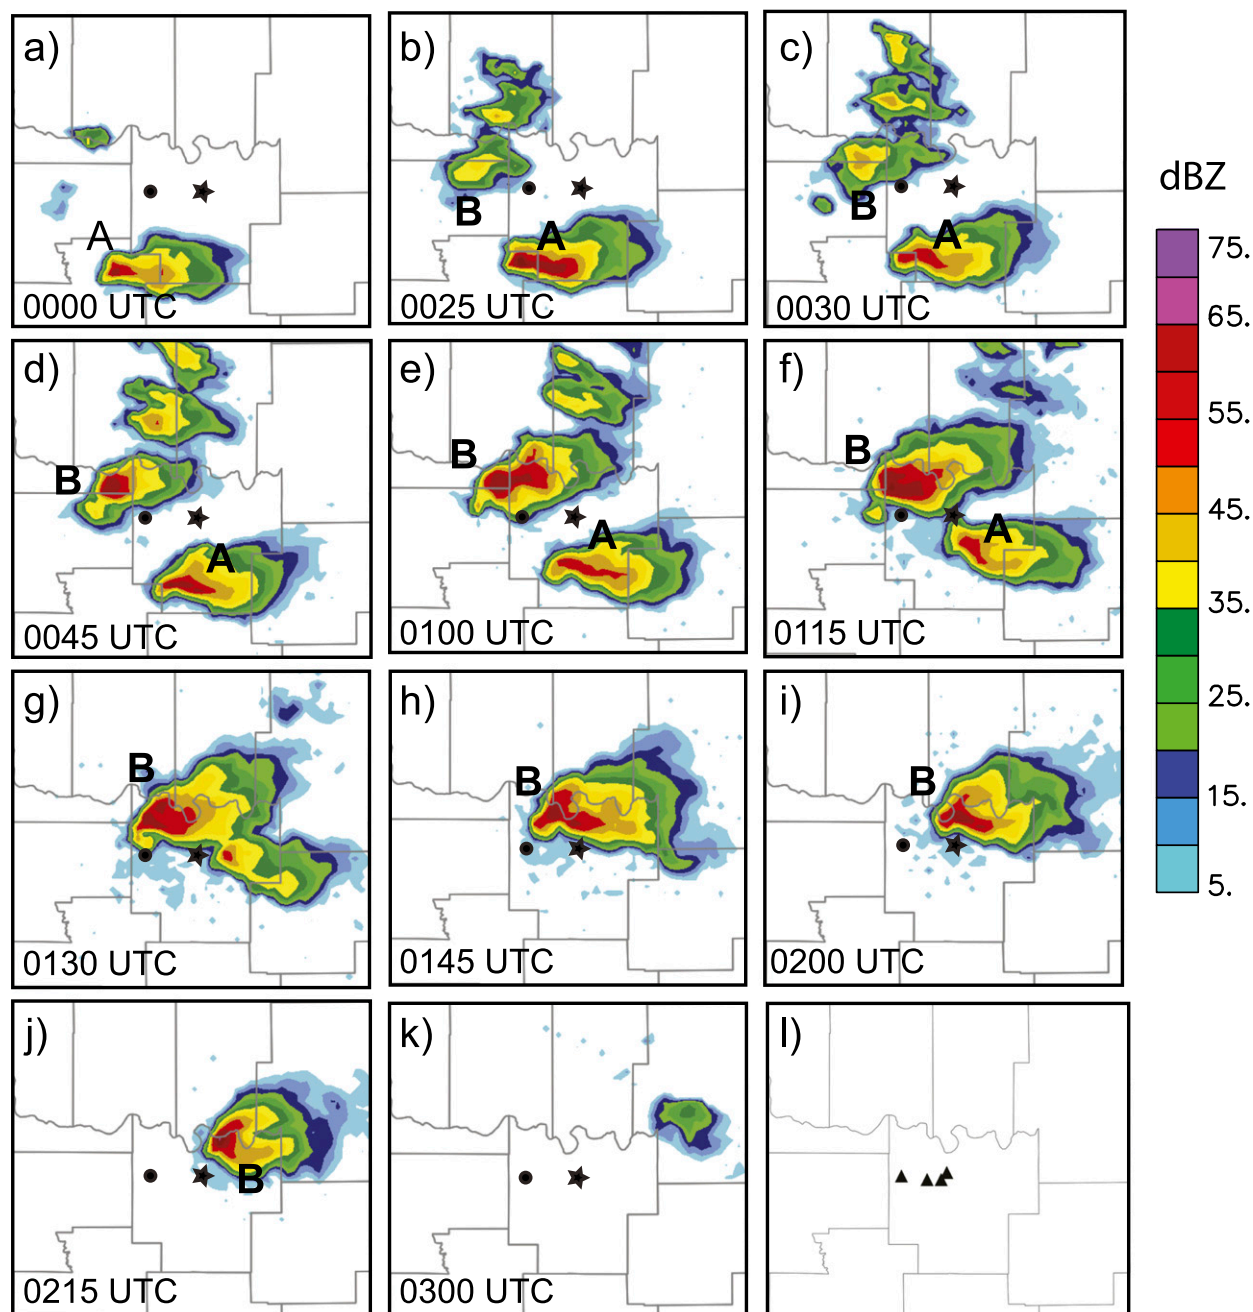 a)
A
0000 UTC
b)
B
A
0025 UTC
c)
B
A
0030 UTC
dBZ
75.
65.
55.
45.
35.
25.
15.
5.
d)
B
A
0045 UTC
e)
B
A
0100 UTC
f)
B
A
0115 UTC
g)
B
0130 UTC
h)
B
0145 UTC
i)
B
0200 UTC
j)
B
0215 UTC
k)
0300 UTC
l)